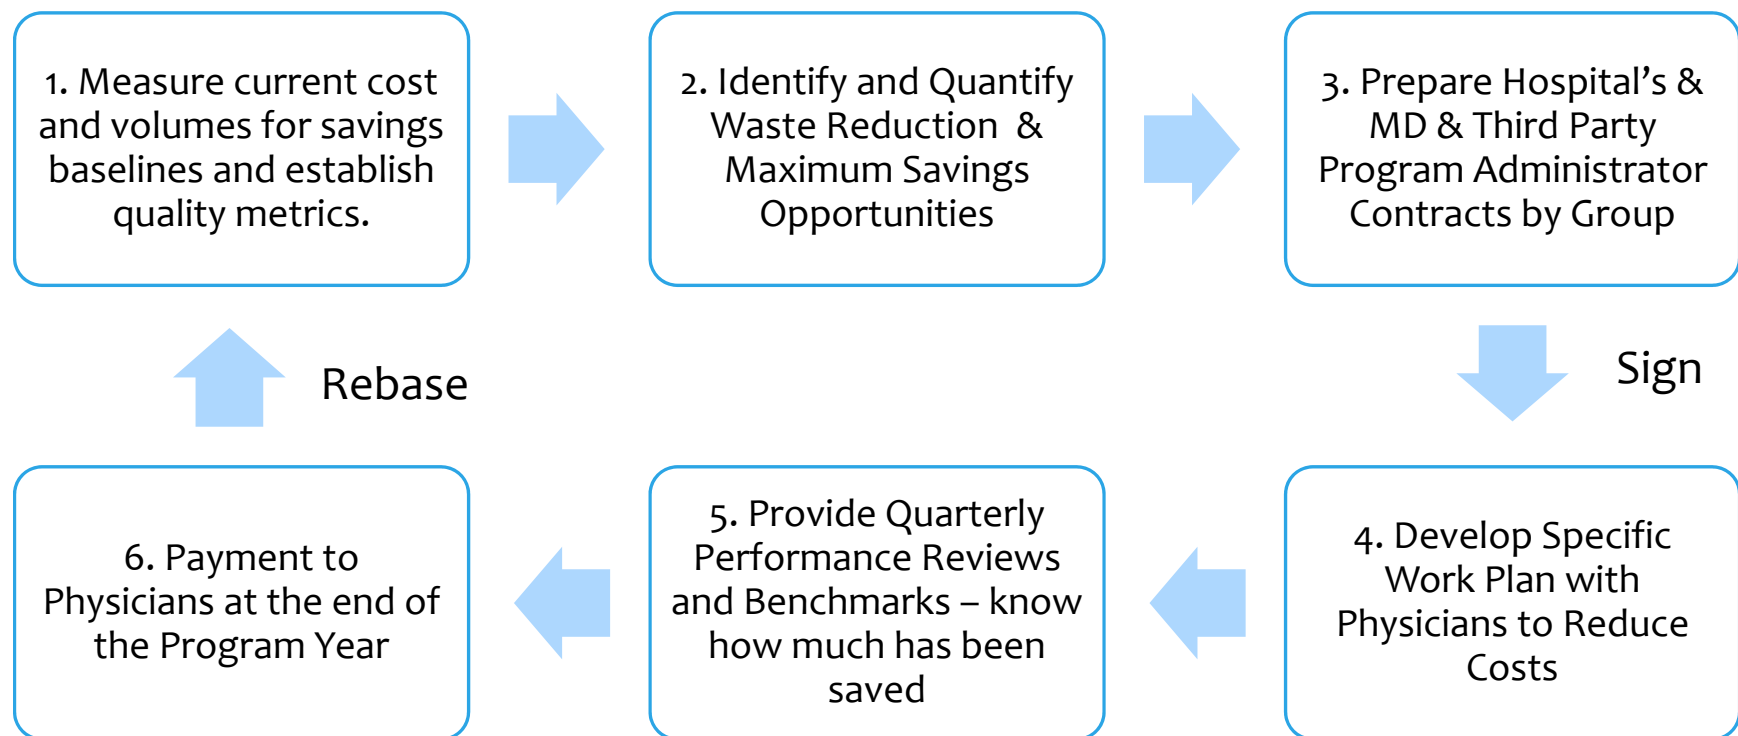 1. Measure current cost
and volumes for savings
baselines and establish
quality metrics.
2. Identify and Quantify
Waste Reduction  &
Maximum Savings
Opportunities
3. Prepare Hospital’s &
MD & Third Party
Program Administrator
Contracts by Group
Sign
4. Develop Specific
Work Plan with
Physicians to Reduce
Costs
5. Provide Quarterly
Performance Reviews
and Benchmarks – know
how much has been
saved
6. Payment to
Physicians at the end of
the Program Year
Rebase